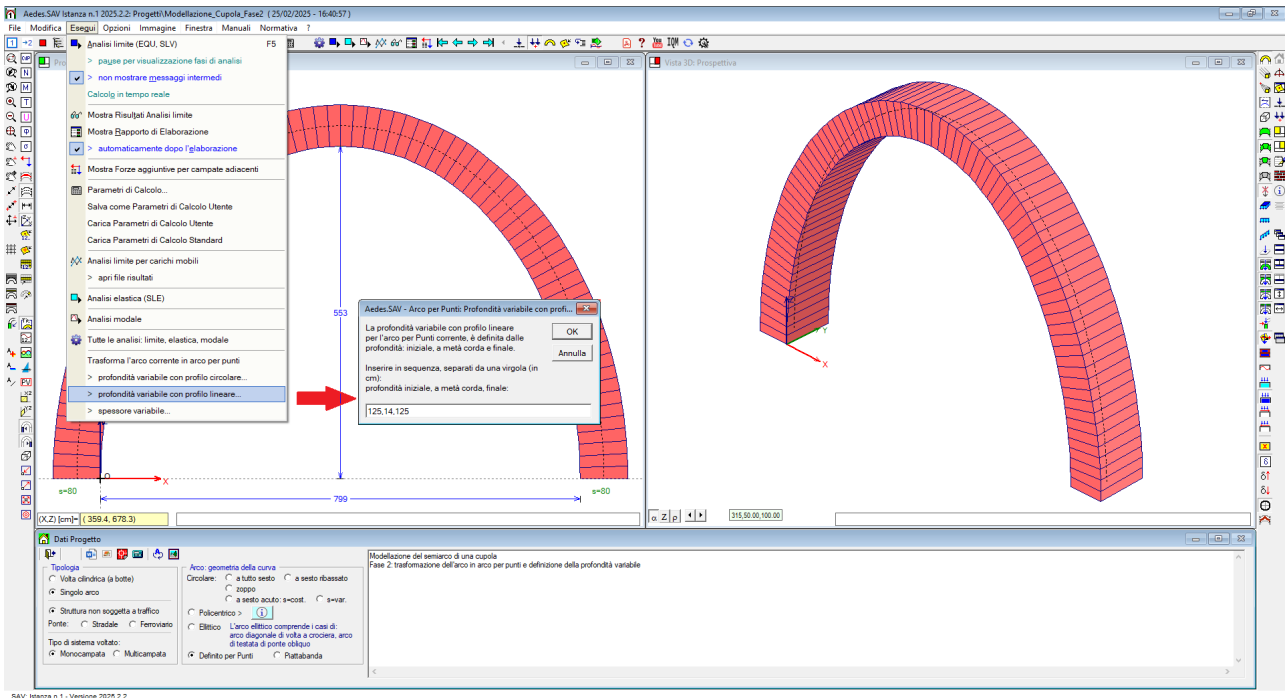 Aedes.SAV Istanza n.1 2025.2.2: Progetti\Modellazione_Cupola_Fase2 ( 25/02/2025 - 16:40:57 )
File Modifica Esegui Opzioni Immagine Finestra Manuali Normativa ?
Analisi limite (EQU, SLV) F5
> pause per visualizzazione fasi di analisi
> non mostrare messaggi intermedi
Calcolo in tempo reale
Mostra Risultati Analisi limite
Mostra Rapporto di Elaborazione
> automaticamente dopo l'elaborazione
Mostra Forze aggiuntive per campate adiacenti
Parametri di Calcolo...
Salva come Parametri di Calcolo Utente
Carica Parametri di Calcolo Utente
Carica Parametri di Calcolo Standard
Analisi limite per carichi mobili
> apri file risultati
Analisi elastica (SLE)
Analisi modale
Tutte le analisi: limite, elastica, modale
Trasforma l'arco corrente in arco per punti
> profondità variabile con profilo circolare...
> profondità variabile con profilo lineare...
> spessore variabile...
553
X
s=80
799
s=80
(X,Z) [cm]= ( 359.4, 678.3)
Aedes.SAV - Arco per Punti: Profondità variabile con profi...
La profondità variabile con profilo lineare
per l'arco per Punti corrente, è definita dalle
profondità: iniziale, a metà corda e finale.
Inserire in sequenza, separati da una virgola (in
cm):
profondità iniziale, a metà corda, finale:
125,14,125
OK
Annulla
Vista 3D: Prospettiva
Y
X
α Z ρ
315,50.00,100.00
Dati Progetto
Tipologia
Volta cilindrica (a botte)
Singolo arco
Struttura non soggetta a traffico
Ponte: Stradale Ferroviario
Tipo di sistema voltato:
Monocampata Multicampata
Arco: geometria della curva
Circolare: a tutto sesto a sesto ribassato
zoppo
a sesto acuto: s=cost. s=var.
Policentrico >
Ellittico L'arco ellittico comprende i casi di:
arco diagonale di volta a crociera, arco
di testata di ponte obliquo
Definito per Punti Piattabanda
Modellazione del semiarco di una cupola
Fase 2: trasformazione dell'arco in arco per punti e definizione della profondità variabile
SAV: Istanza n.1 - Versione 2025.2.2